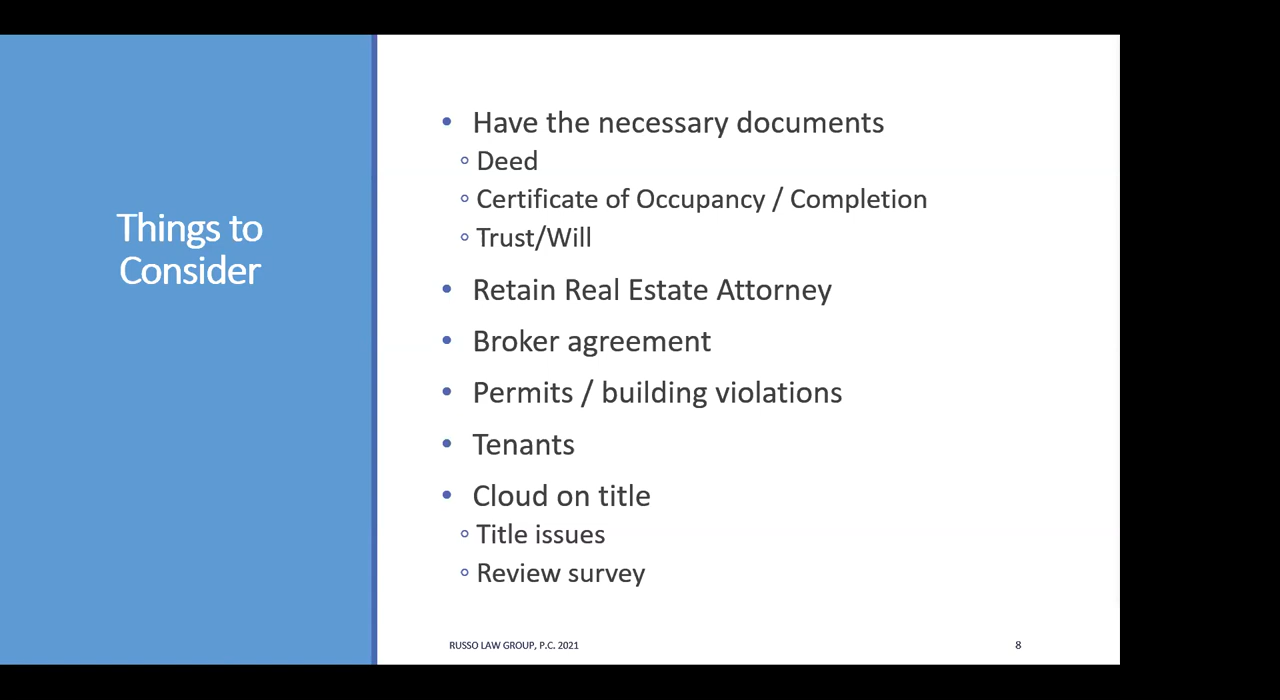 Things to
Consider
• Have the necessary documents
◦ Deed
◦ Certificate of Occupancy / Completion
◦ Trust/Will
• Retain Real Estate Attorney
• Broker agreement
• Permits / building violations
• Tenants
• Cloud on title
◦ Title issues
◦ Review survey
RUSSO LAW GROUP, P.C. 2021
8